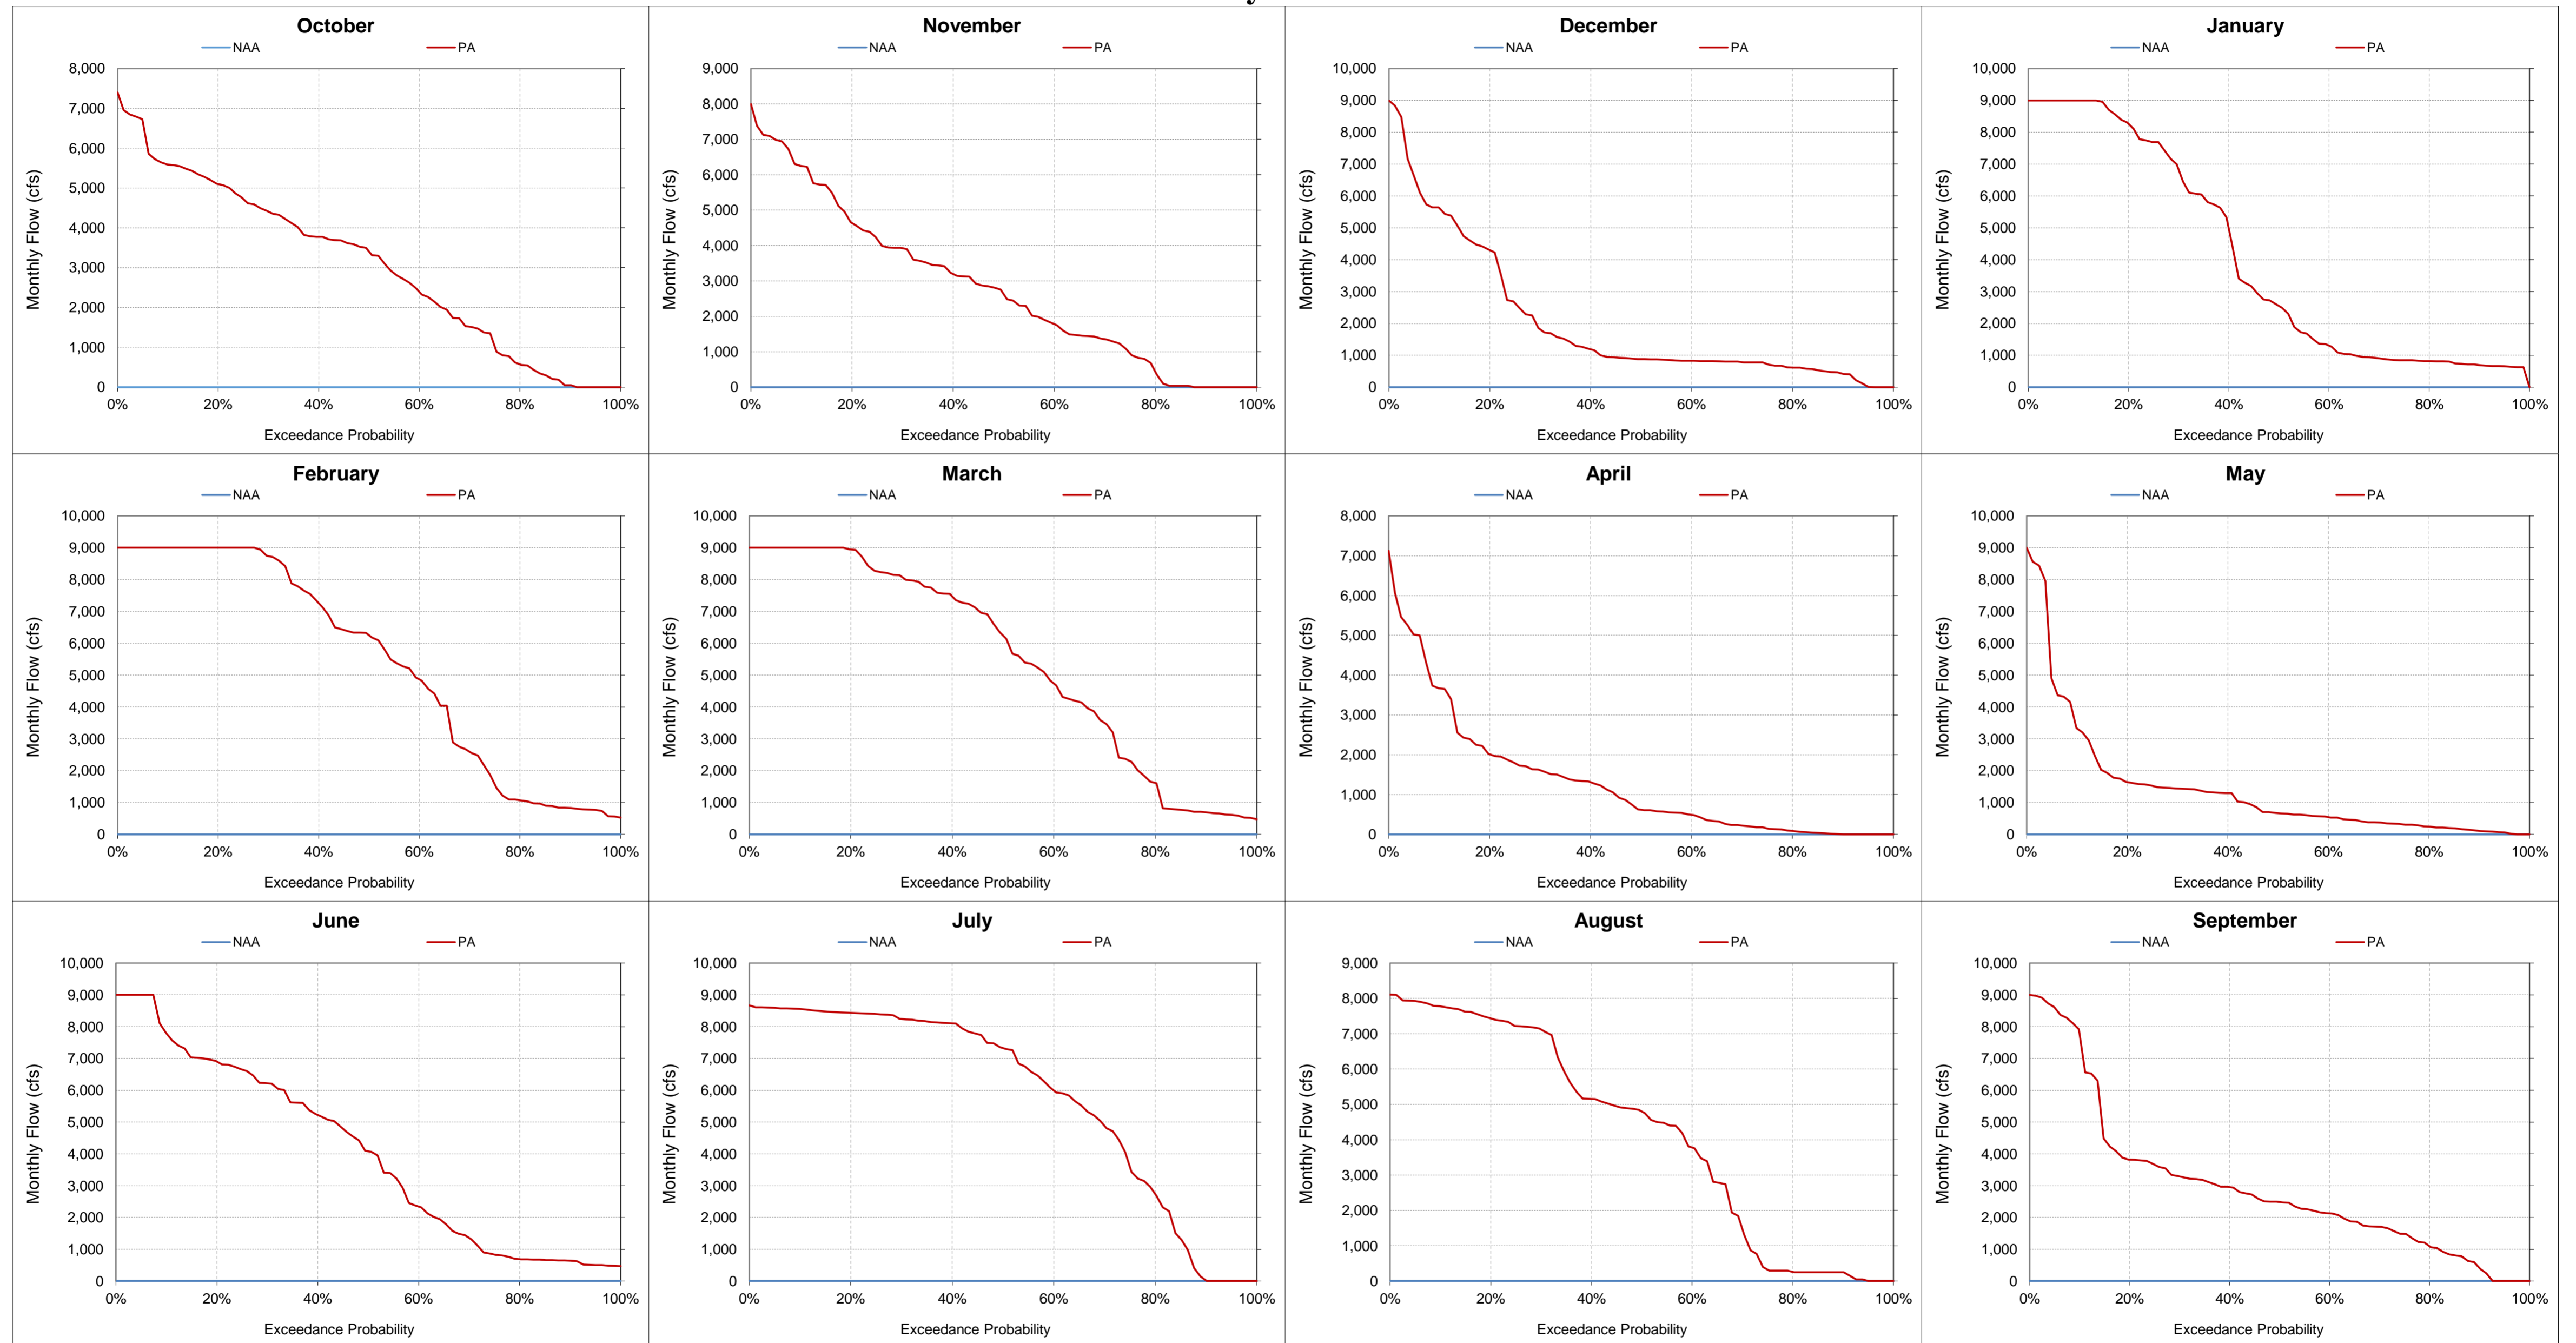 October
NAA PA
Monthly Flow (cfs)
8,000
7,000
6,000
5,000
4,000
3,000
2,000
1,000
0
0% 20% 40% 60% 80% 100%
Exceedance Probability
November
NAA PA
Monthly Flow (cfs)
9,000
8,000
7,000
6,000
5,000
4,000
3,000
2,000
1,000
0
0% 20% 40% 60% 80% 100%
Exceedance Probability
December
NAA PA
Monthly Flow (cfs)
10,000
9,000
8,000
7,000
6,000
5,000
4,000
3,000
2,000
1,000
0
0% 20% 40% 60% 80% 100%
Exceedance Probability
January
NAA PA
Monthly Flow (cfs)
10,000
9,000
8,000
7,000
6,000
5,000
4,000
3,000
2,000
1,000
0
0% 20% 40% 60% 80% 100%
Exceedance Probability
February
NAA PA
Monthly Flow (cfs)
10,000
9,000
8,000
7,000
6,000
5,000
4,000
3,000
2,000
1,000
0
0% 20% 40% 60% 80% 100%
Exceedance Probability
March
NAA PA
Monthly Flow (cfs)
10,000
9,000
8,000
7,000
6,000
5,000
4,000
3,000
2,000
1,000
0
0% 20% 40% 60% 80% 100%
Exceedance Probability
April
NAA PA
Monthly Flow (cfs)
8,000
7,000
6,000
5,000
4,000
3,000
2,000
1,000
0
0% 20% 40% 60% 80% 100%
Exceedance Probability
May
NAA PA
Monthly Flow (cfs)
10,000
9,000
8,000
7,000
6,000
5,000
4,000
3,000
2,000
1,000
0
0% 20% 40% 60% 80% 100%
Exceedance Probability
June
NAA PA
Monthly Flow (cfs)
10,000
9,000
8,000
7,000
6,000
5,000
4,000
3,000
2,000
1,000
0
0% 20% 40% 60% 80% 100%
Exceedance Probability
July
NAA PA
Monthly Flow (cfs)
10,000
9,000
8,000
7,000
6,000
5,000
4,000
3,000
2,000
1,000
0
0% 20% 40% 60% 80% 100%
Exceedance Probability
August
NAA PA
Monthly Flow (cfs)
9,000
8,000
7,000
6,000
5,000
4,000
3,000
2,000
1,000
0
0% 20% 40% 60% 80% 100%
Exceedance Probability
September
NAA PA
Monthly Flow (cfs)
10,000
9,000
8,000
7,000
6,000
5,000
4,000
3,000
2,000
1,000
0
0% 20% 40% 60% 80% 100%
Exceedance Probability